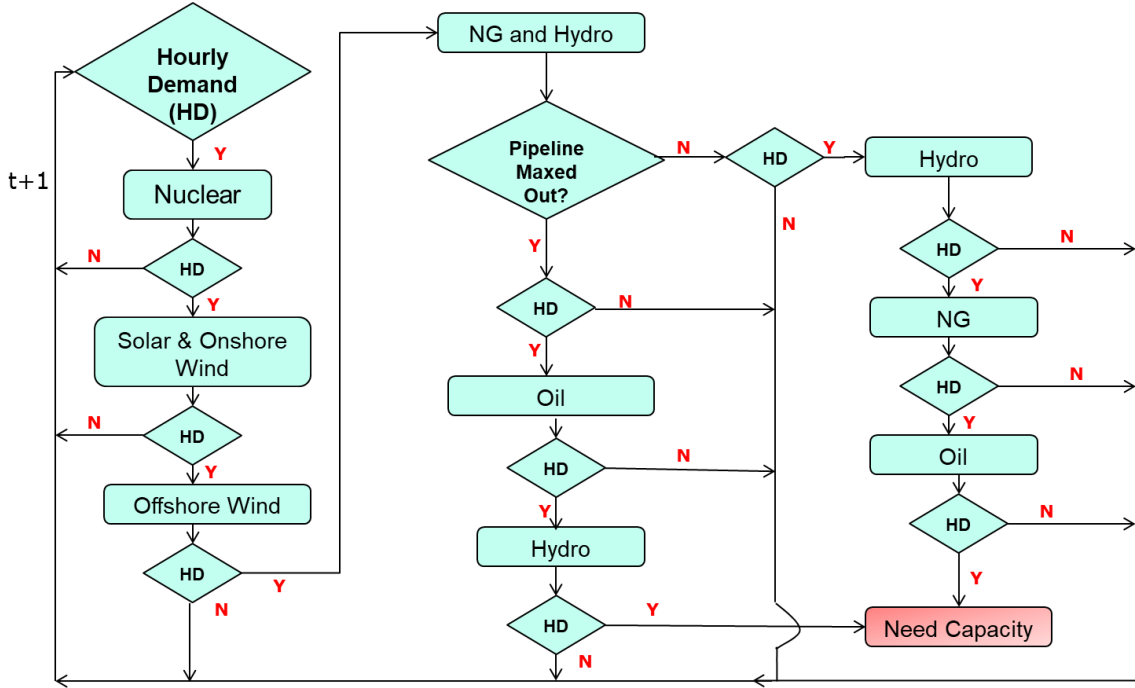 Hourly
Demand
(HD)
Y
t+1
Nuclear
N
HD
Y
Solar & Onshore
Wind
N
HD
Y
Offshore Wind
HD
Y
N
NG and Hydro
Pipeline
Maxed
Out?
N
HD
Y
Hydro
Y
N
HD
N
HD
N
Y
Y
NG
Oil
HD
N
HD
N
Y
Y
Oil
Hydro
HD
N
HD
Y
Y
Need Capacity
N